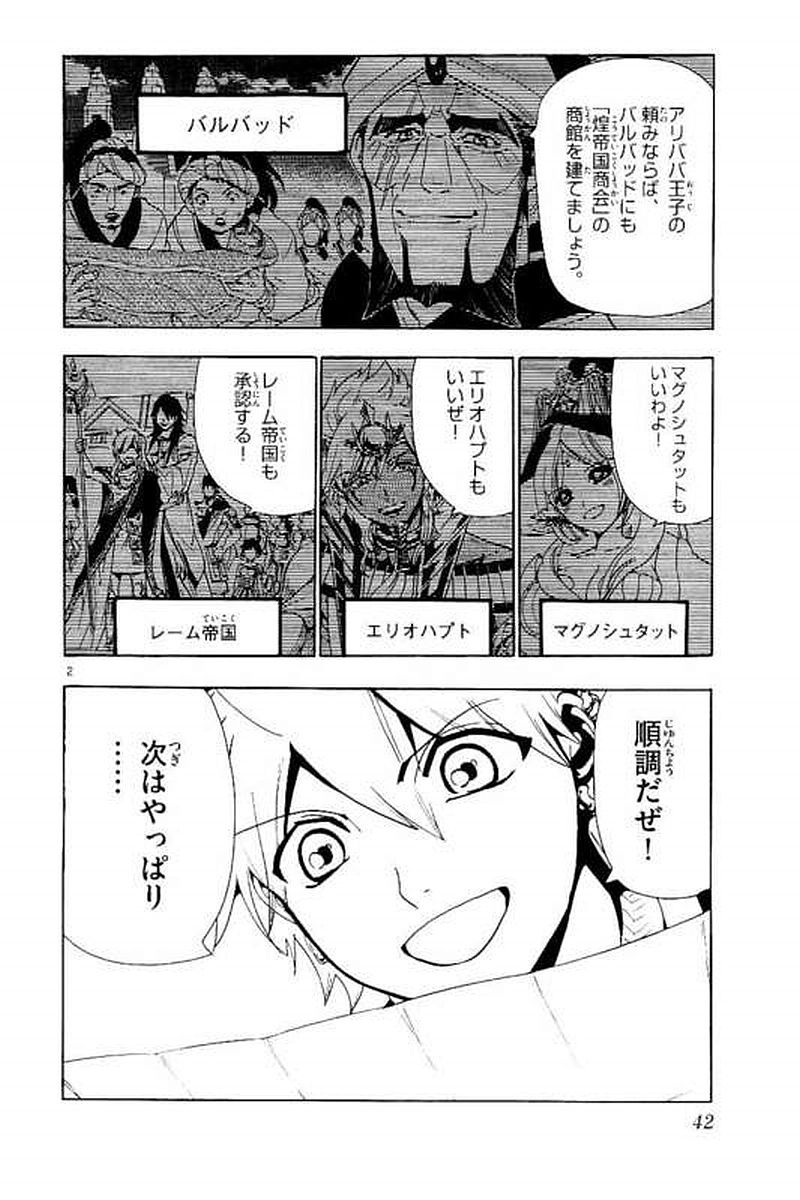 アリババ王子の
頼みならば、
バルバッドにも
「煌帝国商会」の
商館を建てましょう。
バルバッド
マグノシュタットも
いいわよ！
マグノシュタット
エリオハプトも
いいぜ！
エリオハプト
レーム帝国も
承認する！
レーム帝国
2
順調だぜ！
次はやっぱり
……
42